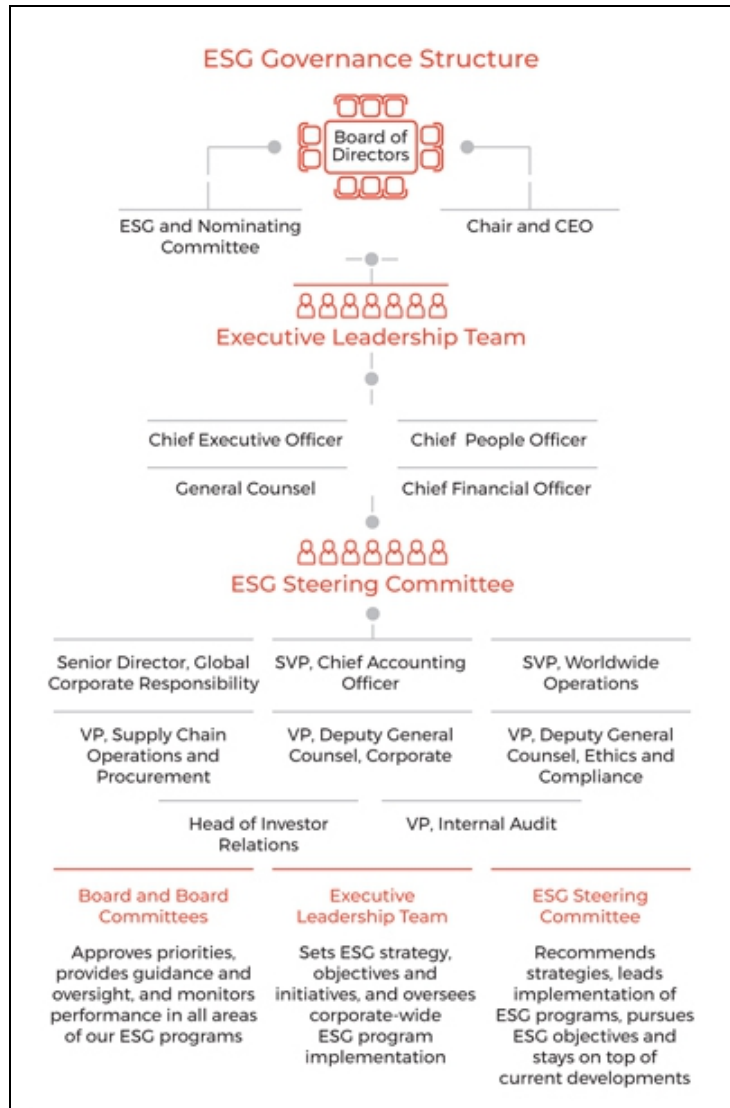 ESG Governance Structure
Board of
Directors
ESG and Nominating
Committee
Chair and CEO
Executive Leadership Team
Chief Executive Officer
Chief People Officer
General Counsel
Chief Financial Officer
ESG Steering Committee
Senior Director, Global
Corporate Responsibility
SVP, Chief Accounting
Officer
SVP, Worldwide
Operations
VP, Supply Chain
Operations and
Procurement
VP, Deputy General
Counsel, Corporate
VP, Deputy General
Counsel, Ethics and
Compliance
Head of Investor
Relations
VP, Internal Audit
Board and Board
Committees
Approves priorities,
provides guidance and
oversight, and monitors
performance in all areas
of our ESG programs
Executive
Leadership Team
Sets ESG strategy,
objectives and
initiatives, and oversees
corporate-wide
ESG program
implementation
ESG Steering
Committee
Recommends
strategies, leads
implementation of
ESG programs, pursues
ESG objectives and
stays on top of
current developments